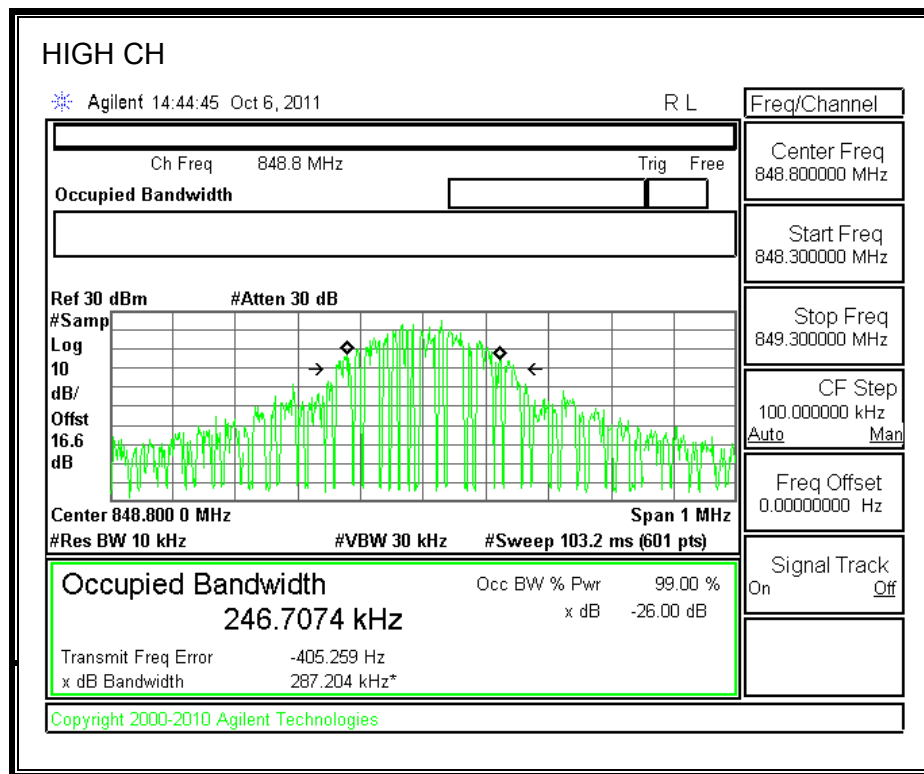 HIGH CH
Agilent 14:44:45 Oct 6, 2011 R L
Freq/Channel
Ch Freq 848.8 MHz Trig Free
Occupied Bandwidth
Center Freq
848.800000 MHz
Start Freq
848.300000 MHz
Stop Freq
849.300000 MHz
CF Step
100.000000 kHz
Auto Man
Freq Offset
0.00000000 Hz
Signal Track
On Off
Ref 30 dBm #Atten 30 dB
#Samp
Log
10
dB/
Offst
16.6
dB
Center 848.800 0 MHz Span 1 MHz
#Res BW 10 kHz #VBW 30 kHz #Sweep 103.2 ms (601 pts)
Occupied Bandwidth Occ BW % Pwr 99.00 %
246.7074 kHz x dB -26.00 dB
Transmit Freq Error -405.259 Hz
x dB Bandwidth 287.204 kHz*
Copyright 2000-2010 Agilent Technologies